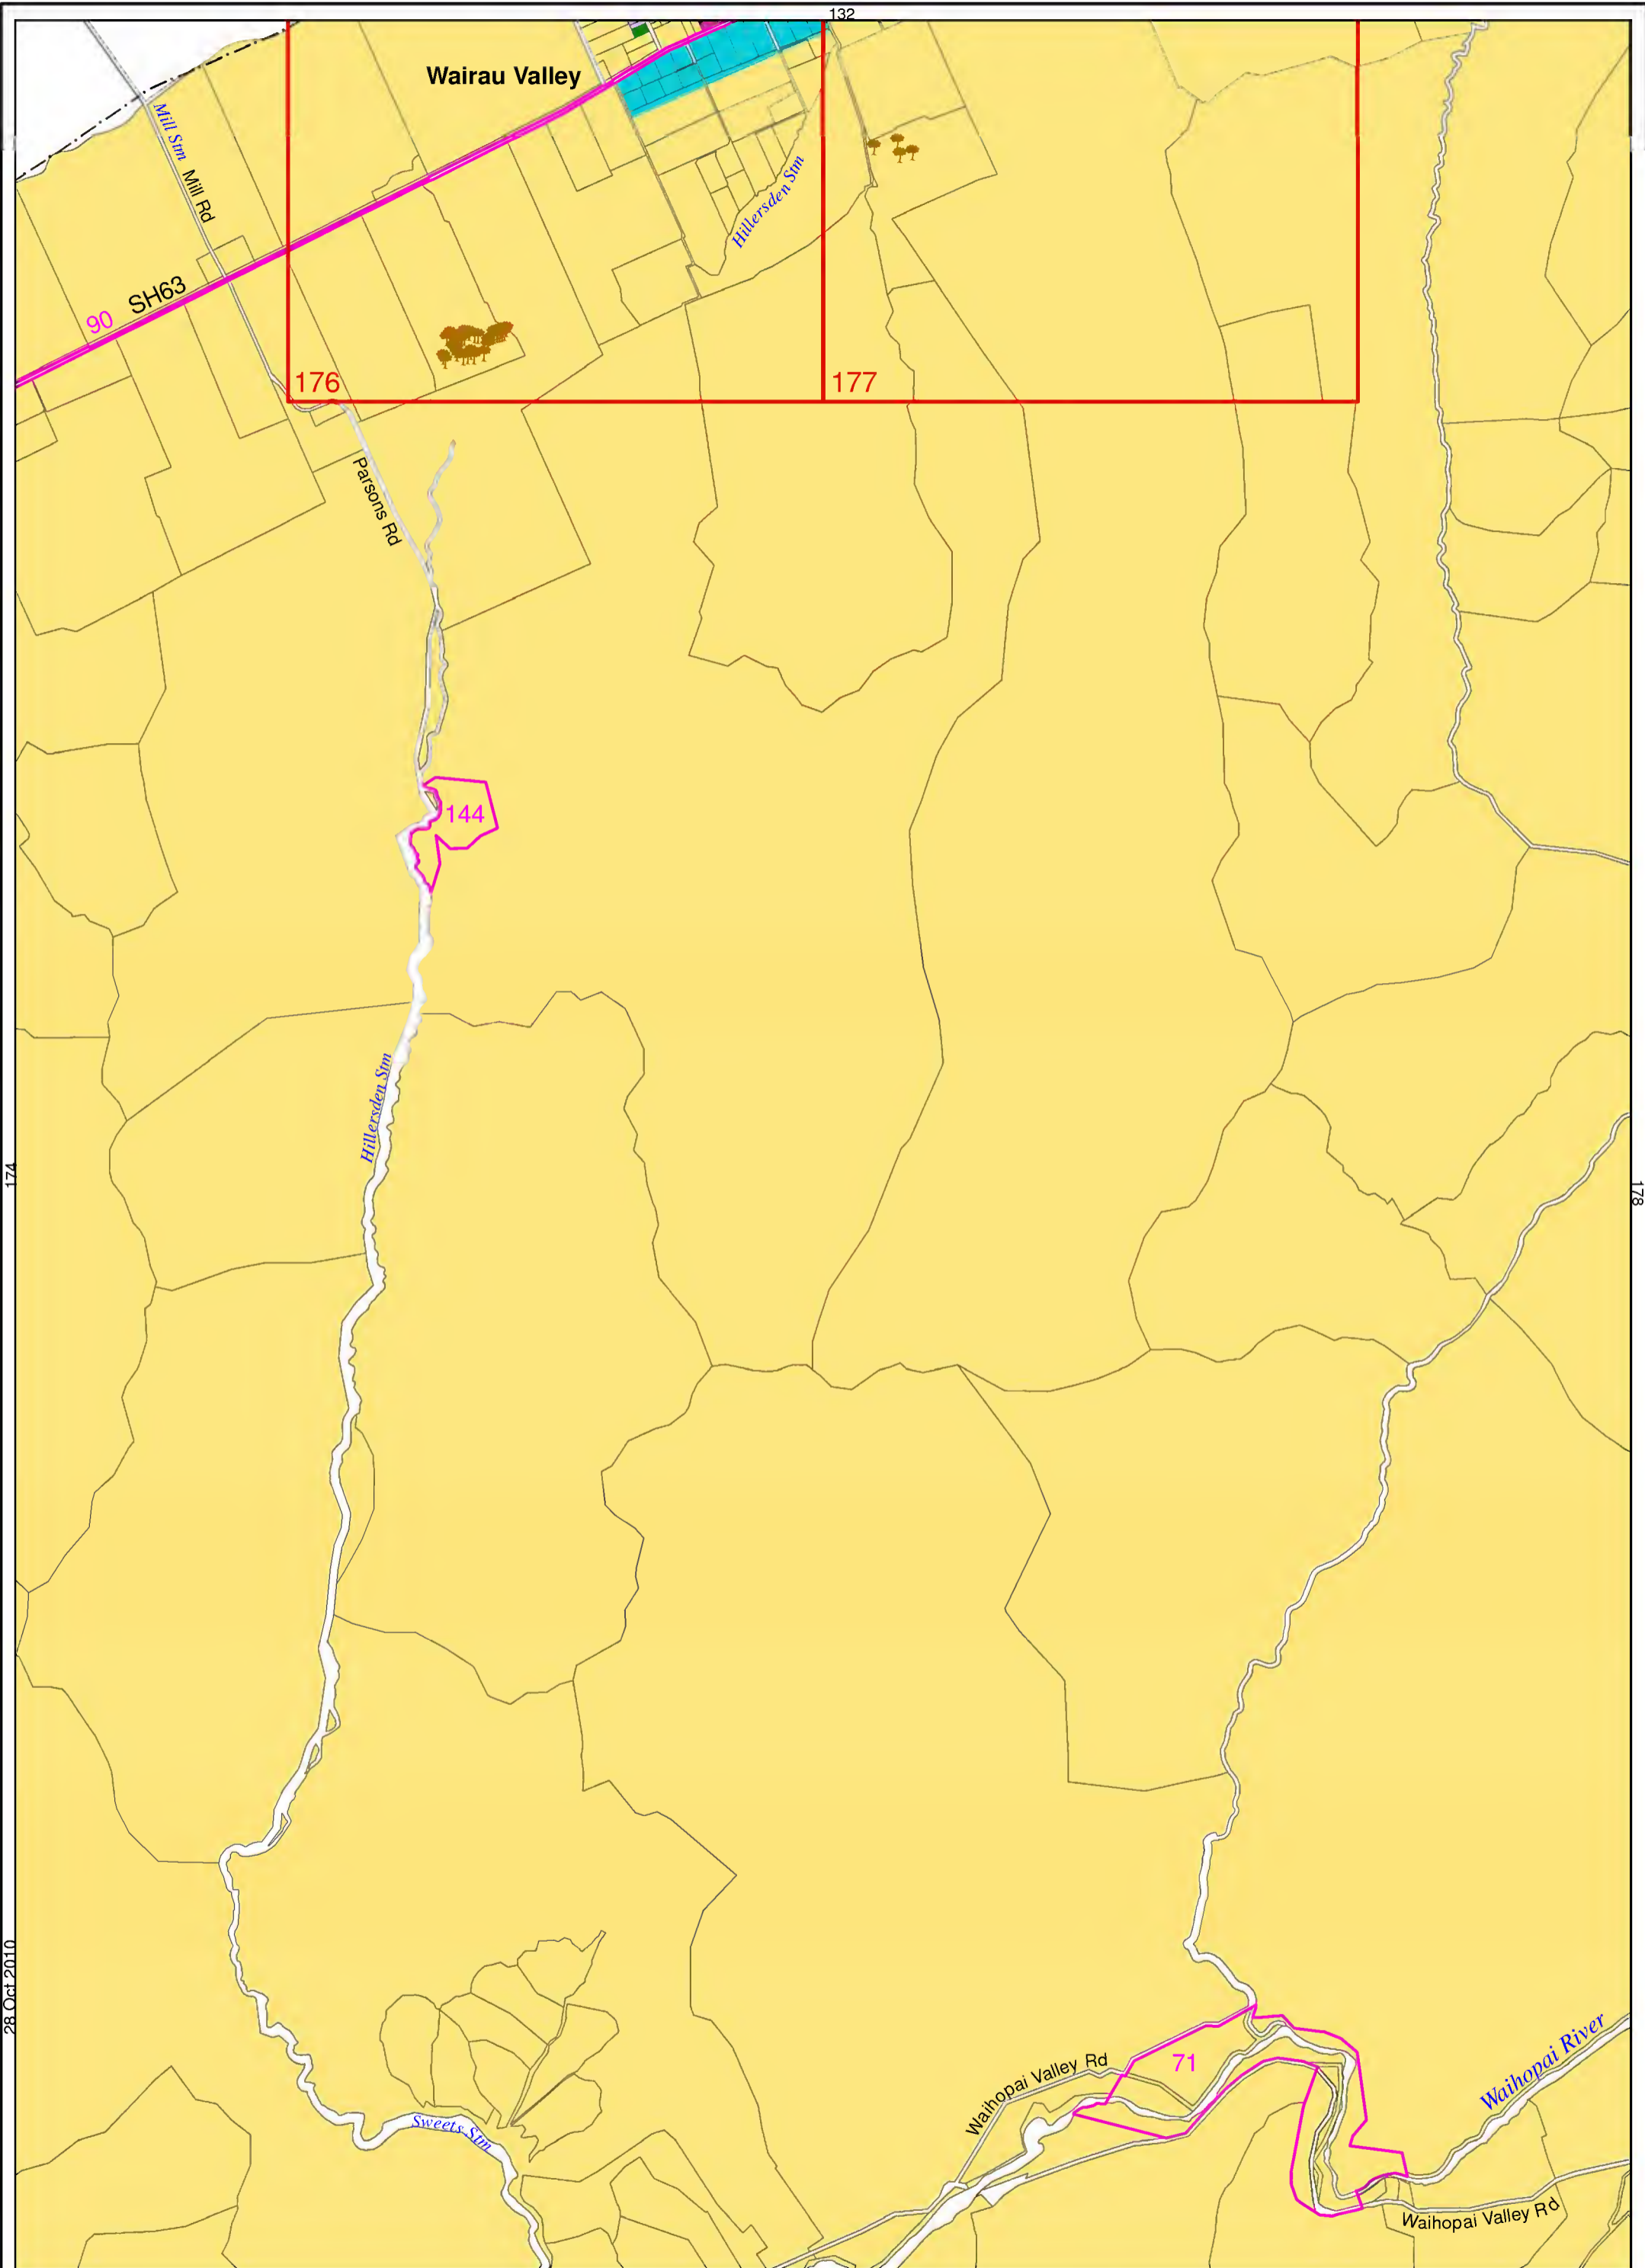 132
Wairau Valley
Mill Stm
Mill Rd
Hillersden Stm
90
SH63
176
177
Parsons Rd
144
Hillersden Stm
174
178
28 Oct 2010
Sweets Stm
Waihopai Valley Rd
71
Waihopai River
Waihopai Valley Rd